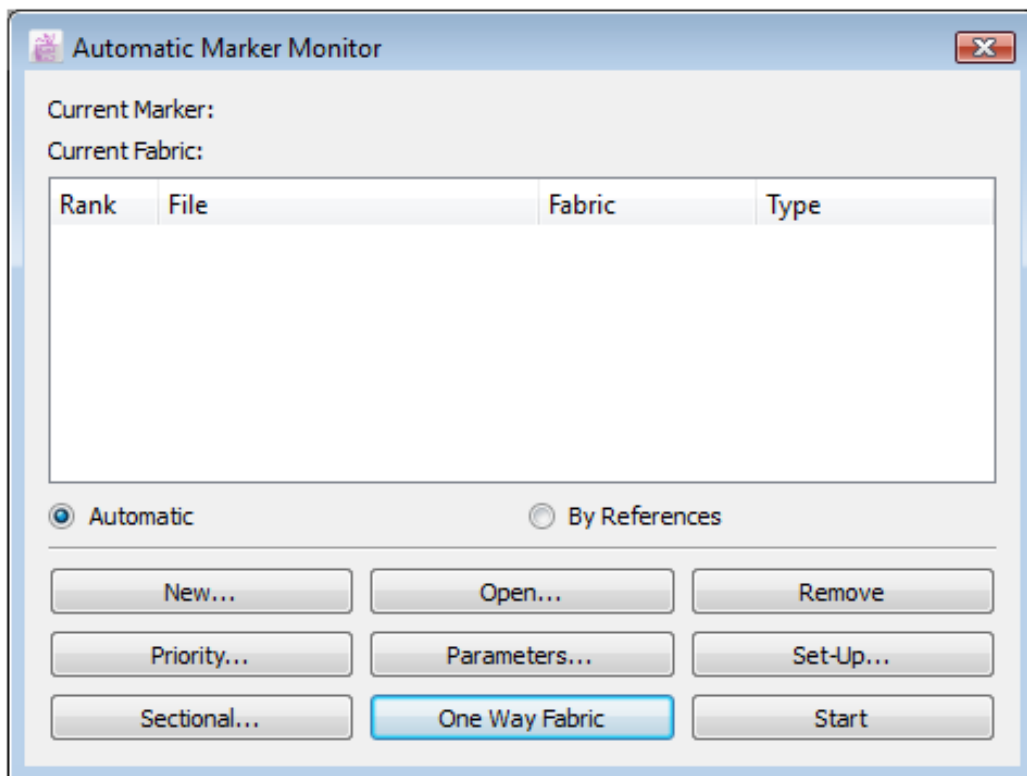 Automatic Marker Monitor
Current Marker:
Current Fabric:
Rank File Fabric Type
Automatic By References
New... Open... Remove
Priority... Parameters... Set-Up...
Sectional... One Way Fabric Start